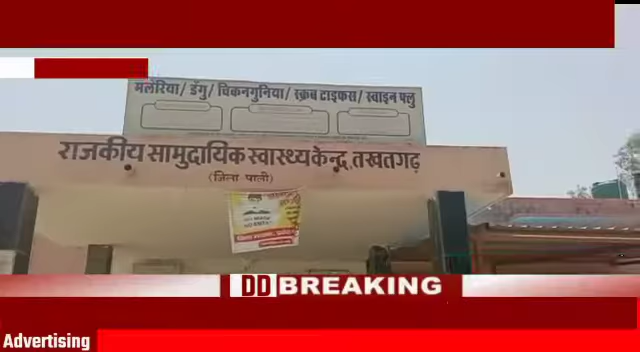 मलेरिया/ डेंगु/ चिकनगुनिया/ स्क्रब टाइफस/ स्वाइन फ्लु
राजकीय सामुदायिक स्वास्थ्य केन्द्र, तखतगढ़
(जिला पाली)
DD BREAKING
Advertising